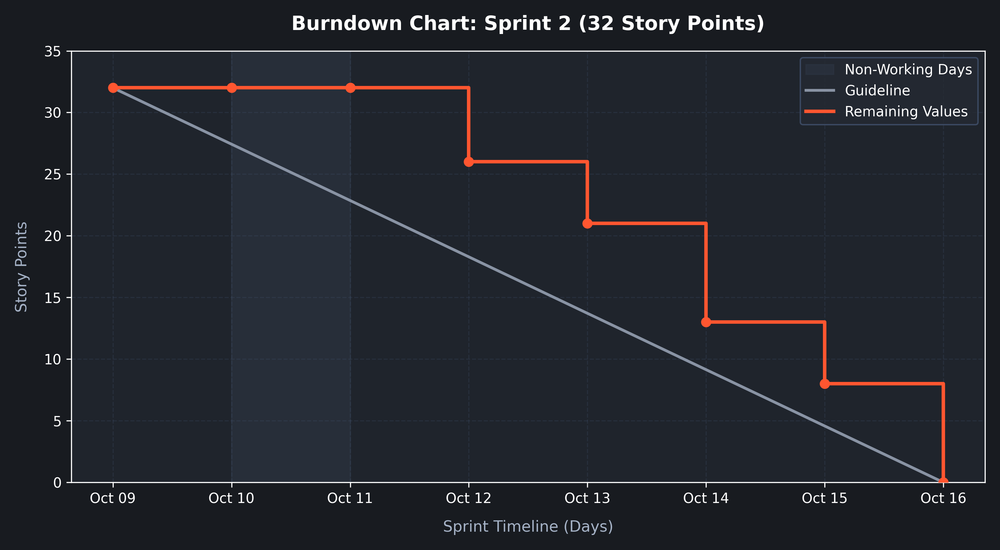 Burndown Chart: Sprint 2 (32 Story Points)
35
30
25
20
15
10
5
0
Story Points
Non-Working Days
Guideline
Remaining Values
Oct 09
Oct 10
Oct 11
Oct 12
Oct 13
Oct 14
Oct 15
Oct 16
Sprint Timeline (Days)